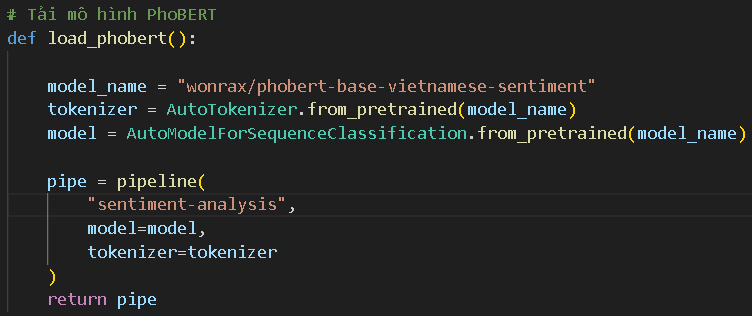 # Tải mô hình PhoBERT
def load_phobert():
model_name = "wonrax/phobert-base-vietnamese-sentiment"
tokenizer = AutoTokenizer.from_pretrained(model_name)
model = AutoModelForSequenceClassification.from_pretrained(model_name)
pipe = pipeline(
"sentiment-analysis",
model=model,
tokenizer=tokenizer
)
return pipe